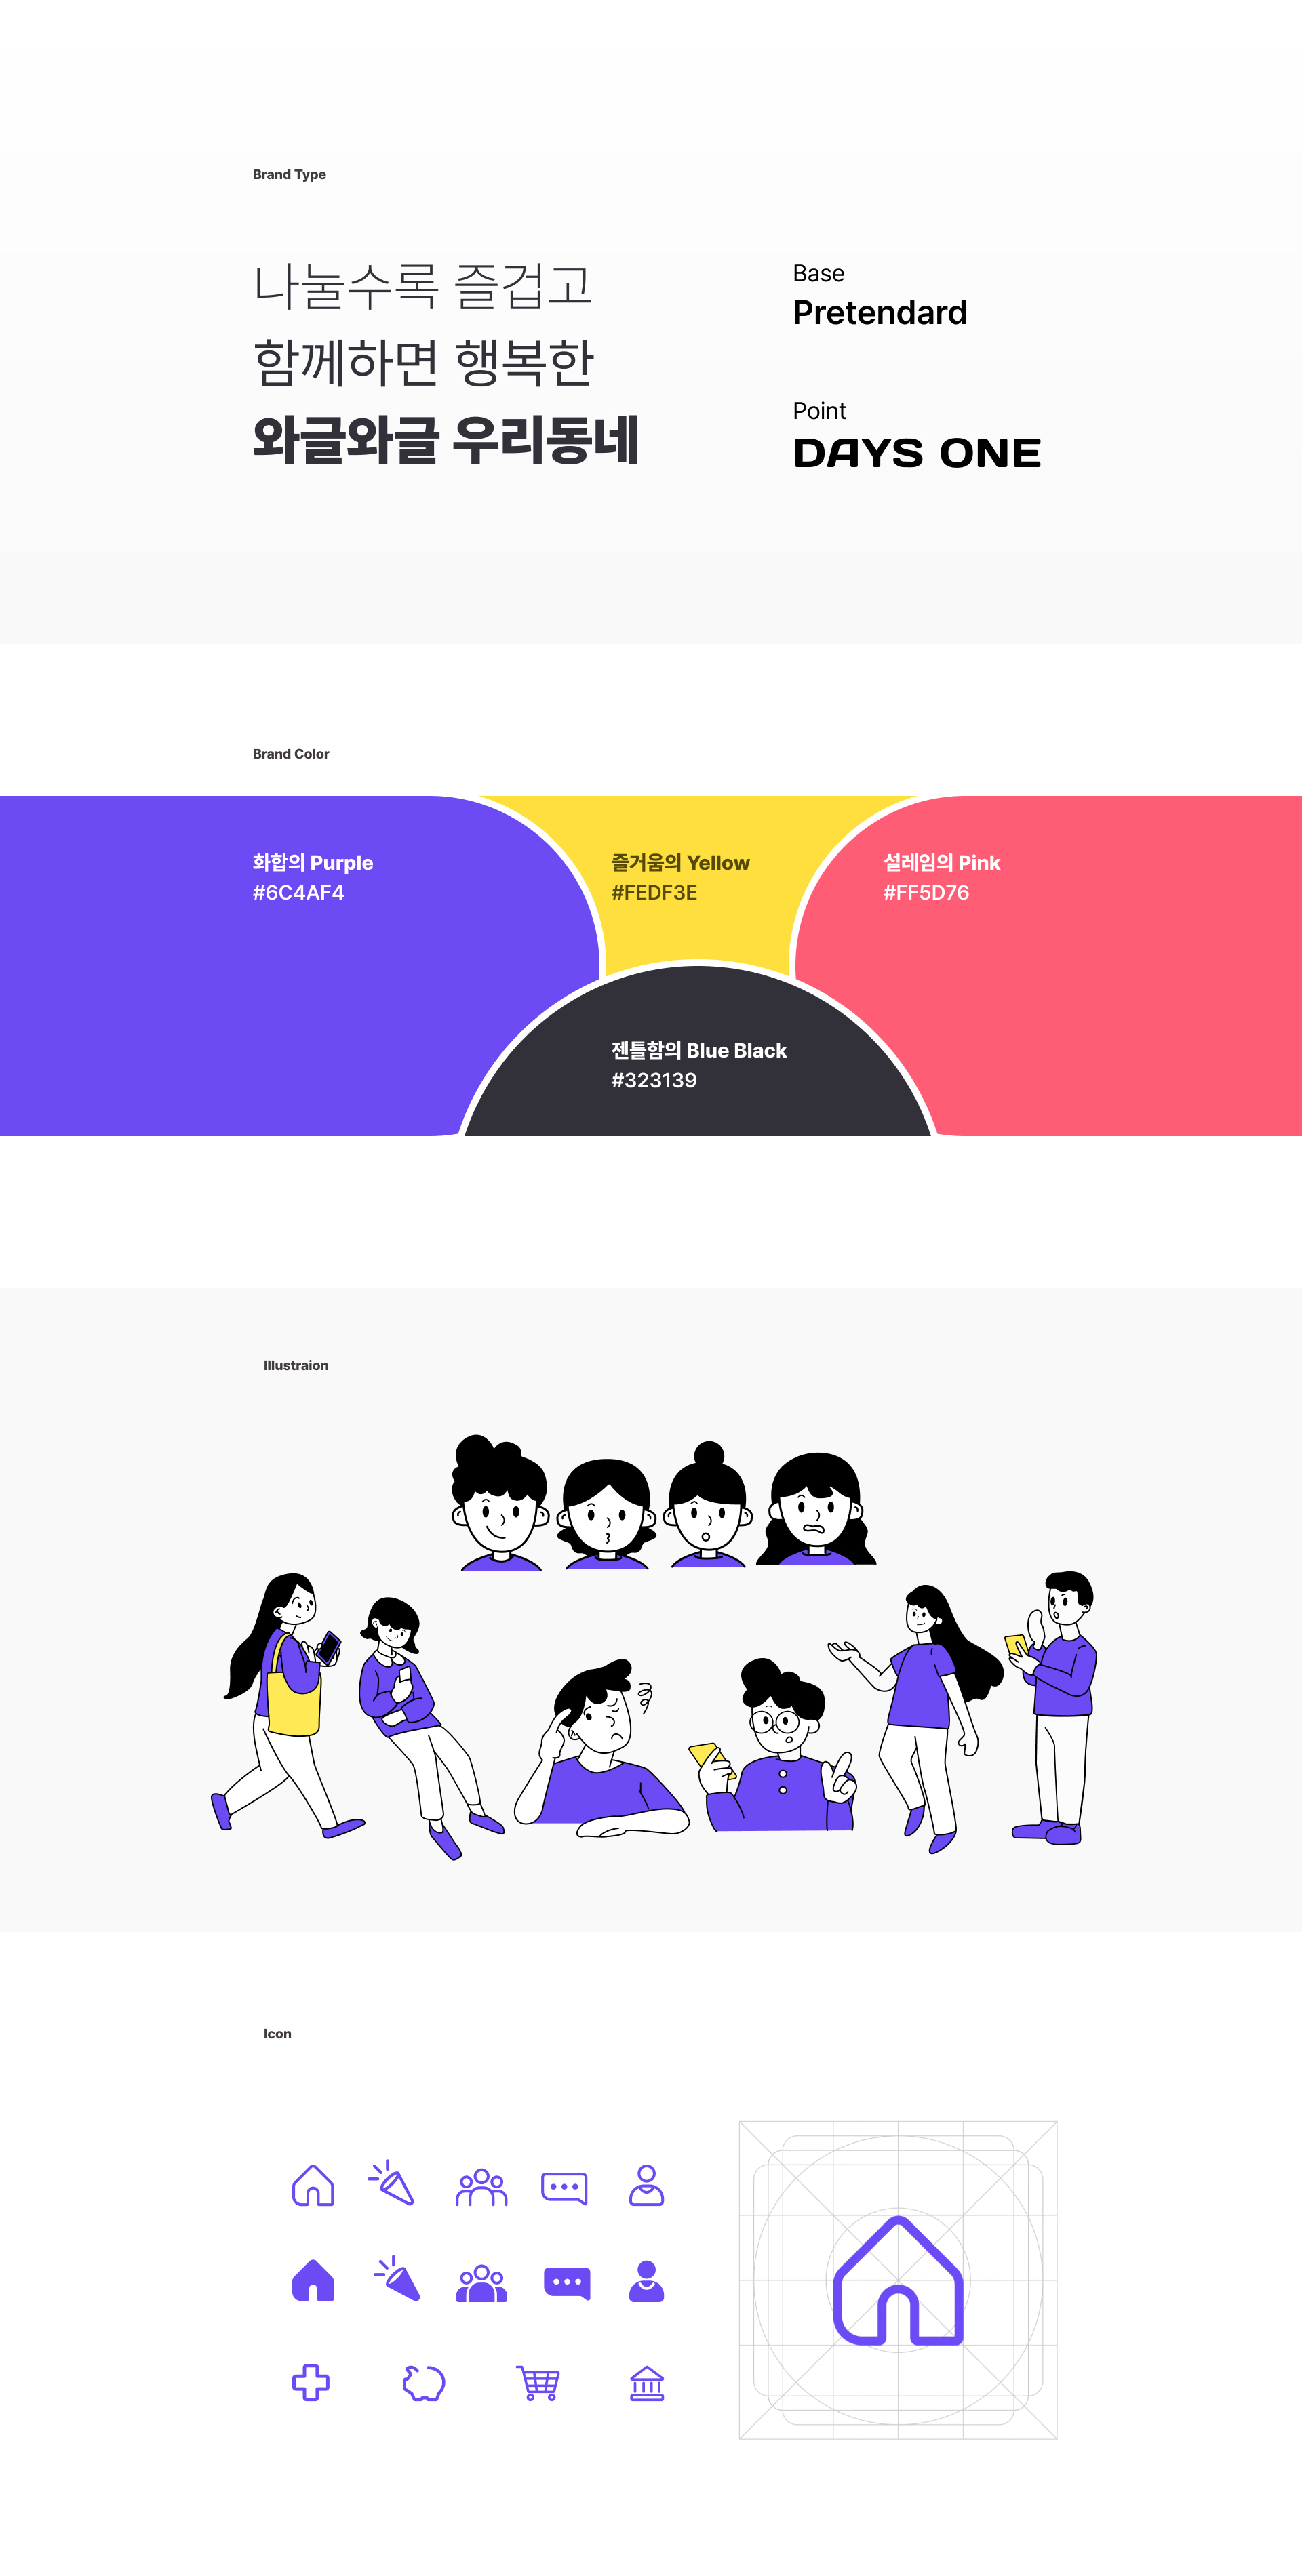 Brand Type
나눌수록 즐겁고
함께하면 행복한
와글와글 우리동네
Base
Pretendard
Point
DAYS ONE
Brand Color
화합의 Purple
#6C4AF4
즐거움의 Yellow
#FEDF3E
설레임의 Pink
#FF5D76
젠틀함의 Blue Black
#323139
Illustraion
Icon